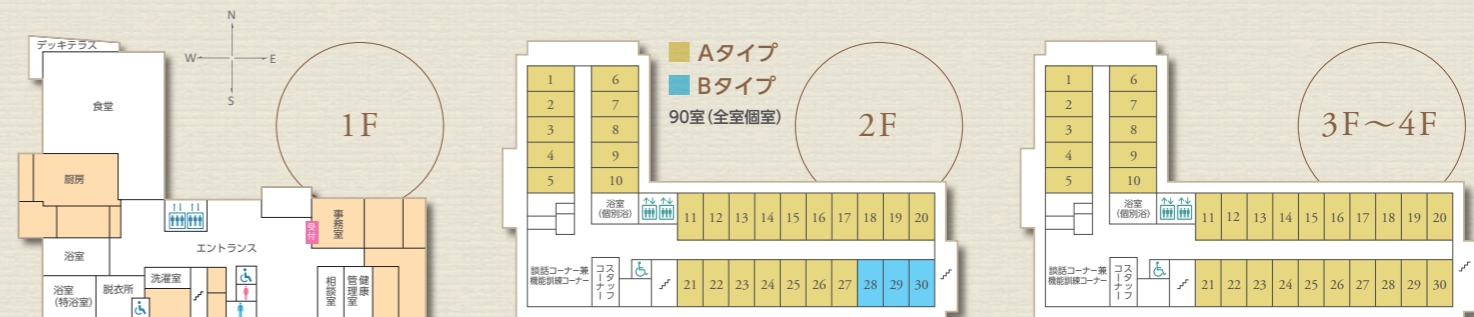 N
W
E
S
デッキテラス
食堂
厨房
浴室
浴室
(特浴室)
脱衣所
洗濯室
エントランス
受付
事務室
相談室
健康
管理室
1F
Aタイプ
Bタイプ
90室(全室個室)
2F
1
2
3
4
5
6
7
8
9
10
浴室
(個別浴)
11 12 13 14 15 16 17 18 19 20
談話コーナー兼
機能訓練コーナー
スタッフ
コーナー
21 22 23 24 25 26 27 28 29 30
3F〜4F
1
2
3
4
5
6
7
8
9
10
浴室
(個別浴)
11 12 13 14 15 16 17 18 19 20
談話コーナー兼
機能訓練コーナー
スタッフ
コーナー
21 22 23 24 25 26 27 28 29 30